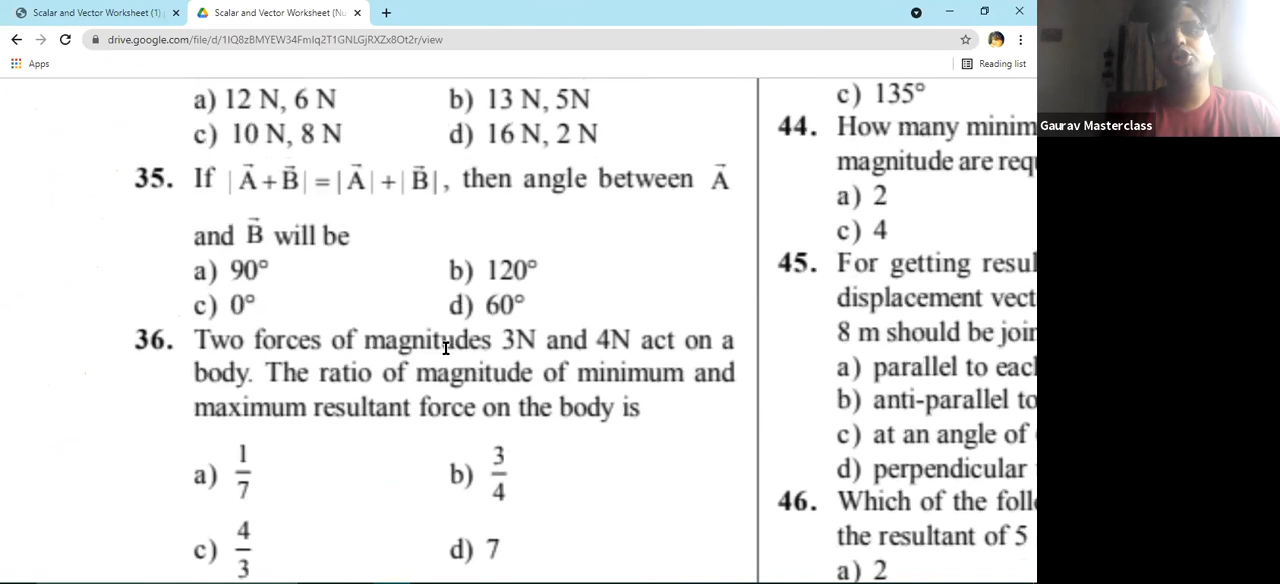 Scalar and Vector Worksheet (1)
Scalar and Vector Worksheet (Nu
drive.google.com/file/d/1IQ8zBMYEW34FmIq2T1GNLGjRXZx8Ot2r/view
Apps
Reading list
Gaurav Masterclass
a) 12 N, 6 N b) 13 N, 5N
c) 10 N, 8 N d) 16 N, 2 N
35. If |A⃗+B⃗|=|A⃗|+|B⃗|, then angle between A⃗
and B⃗ will be
a) 90° b) 120°
c) 0° d) 60°
36. Two forces of magnitudes 3N and 4N act on a
body. The ratio of magnitude of minimum and
maximum resultant force on the body is
a) 1/7 b) 3/4
c) 4/3 d) 7
c) 135°
44. How many minim
magnitude are requ
a) 2
c) 4
45. For getting resul
displacement vect
8 m should be join
a) parallel to eacl
b) anti-parallel to
c) at an angle of
d) perpendicular
46. Which of the foll
the resultant of 5
a) 2